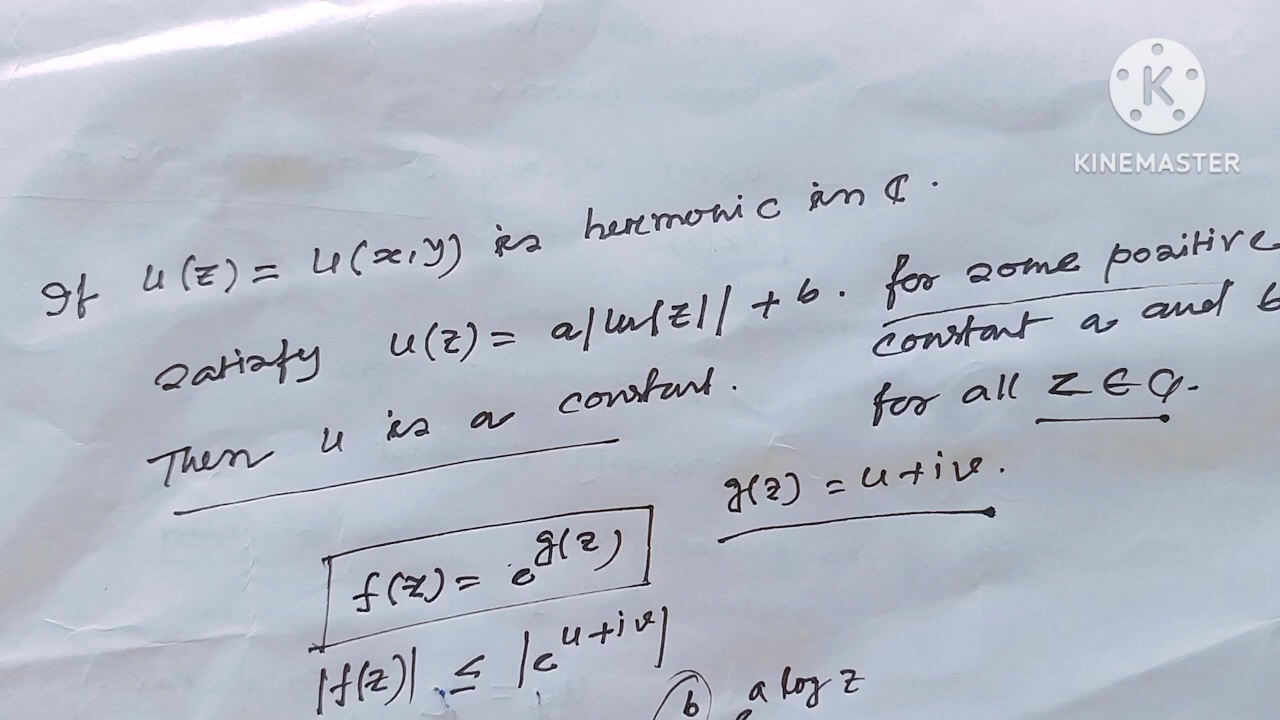 K
KINEMASTER
If u(z) = u(x,y) is heremonic in ¢.
satisfy u(z) = a|ln|z|| + b. for some positive
constant a and b
for all z ∈ ¢.
Then u is a constant.
g(z) = u+iv.
f(z) = e^g(z)
|f(z)| ≤ |e^u+iv|
b a log z